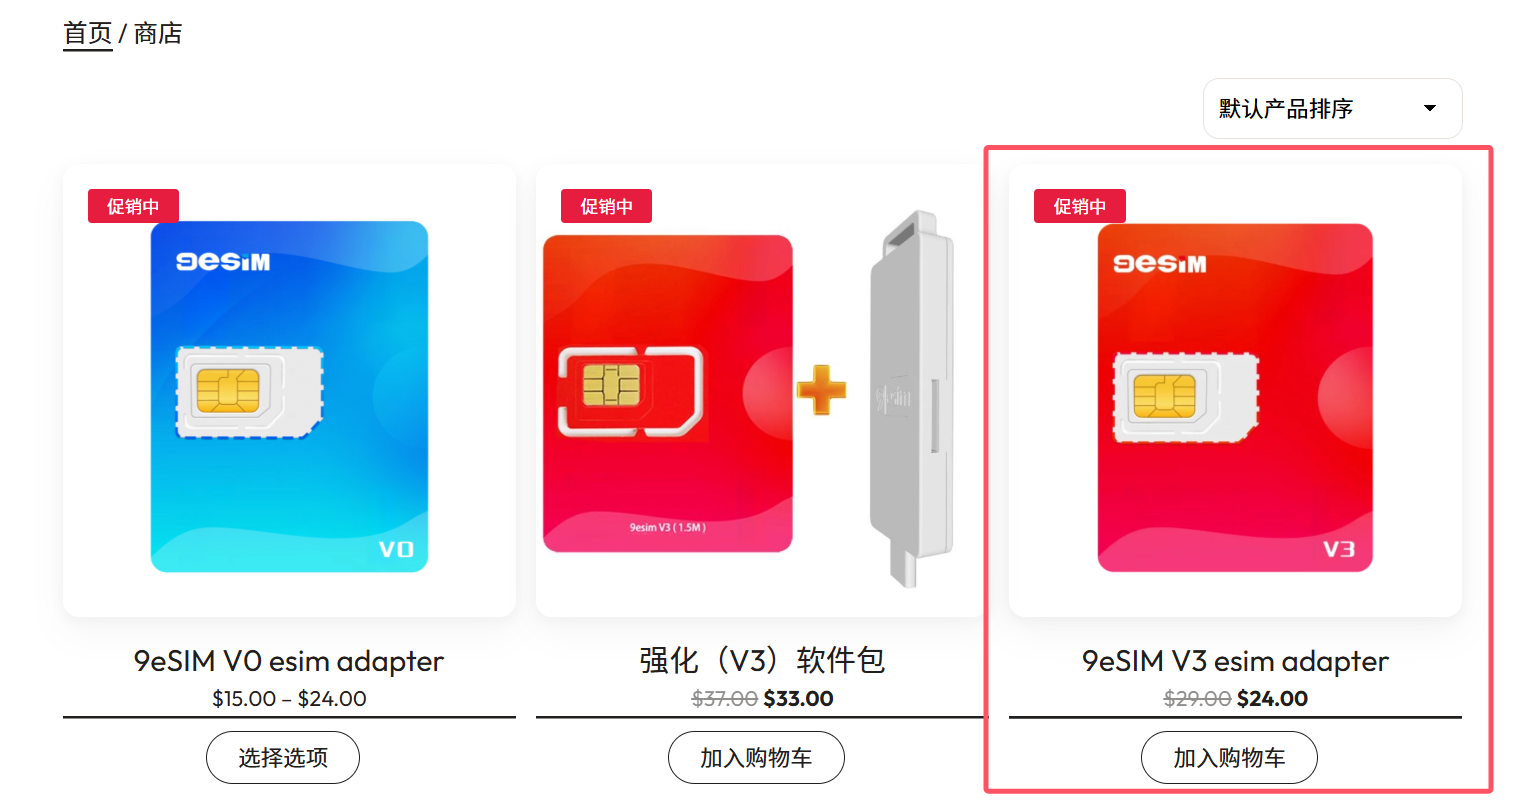 首页 / 商店
默认产品排序
促销中
9esim
V0
9eSIM V0 esim adapter
$15.00 – $24.00
选择选项
促销中
9esim
9esim V3 ( 1.5M )
强化（V3）软件包
$37.00 $33.00
加入购物车
促销中
9esim
V3
9eSIM V3 esim adapter
$29.00 $24.00
加入购物车